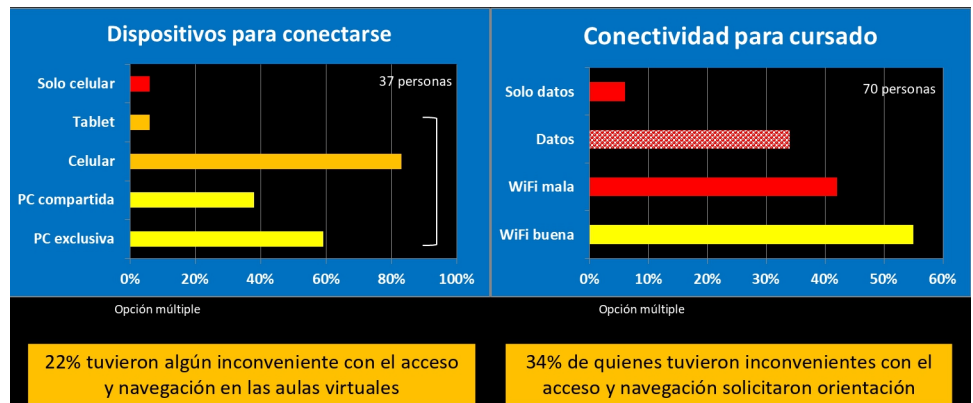 Dispositivos para conectarse
37 personas
Solo celular
Tablet
Celular
PC compartida
PC exclusiva
0% 20% 40% 60% 80% 100%
Opción múltiple
22% tuvieron algún inconveniente con el acceso
y navegación en las aulas virtuales
Conectividad para cursado
70 personas
Solo datos
Datos
WiFi mala
WiFi buena
0% 10% 20% 30% 40% 50% 60%
Opción múltiple
34% de quienes tuvieron inconvenientes con el
acceso y navegación solicitaron orientación